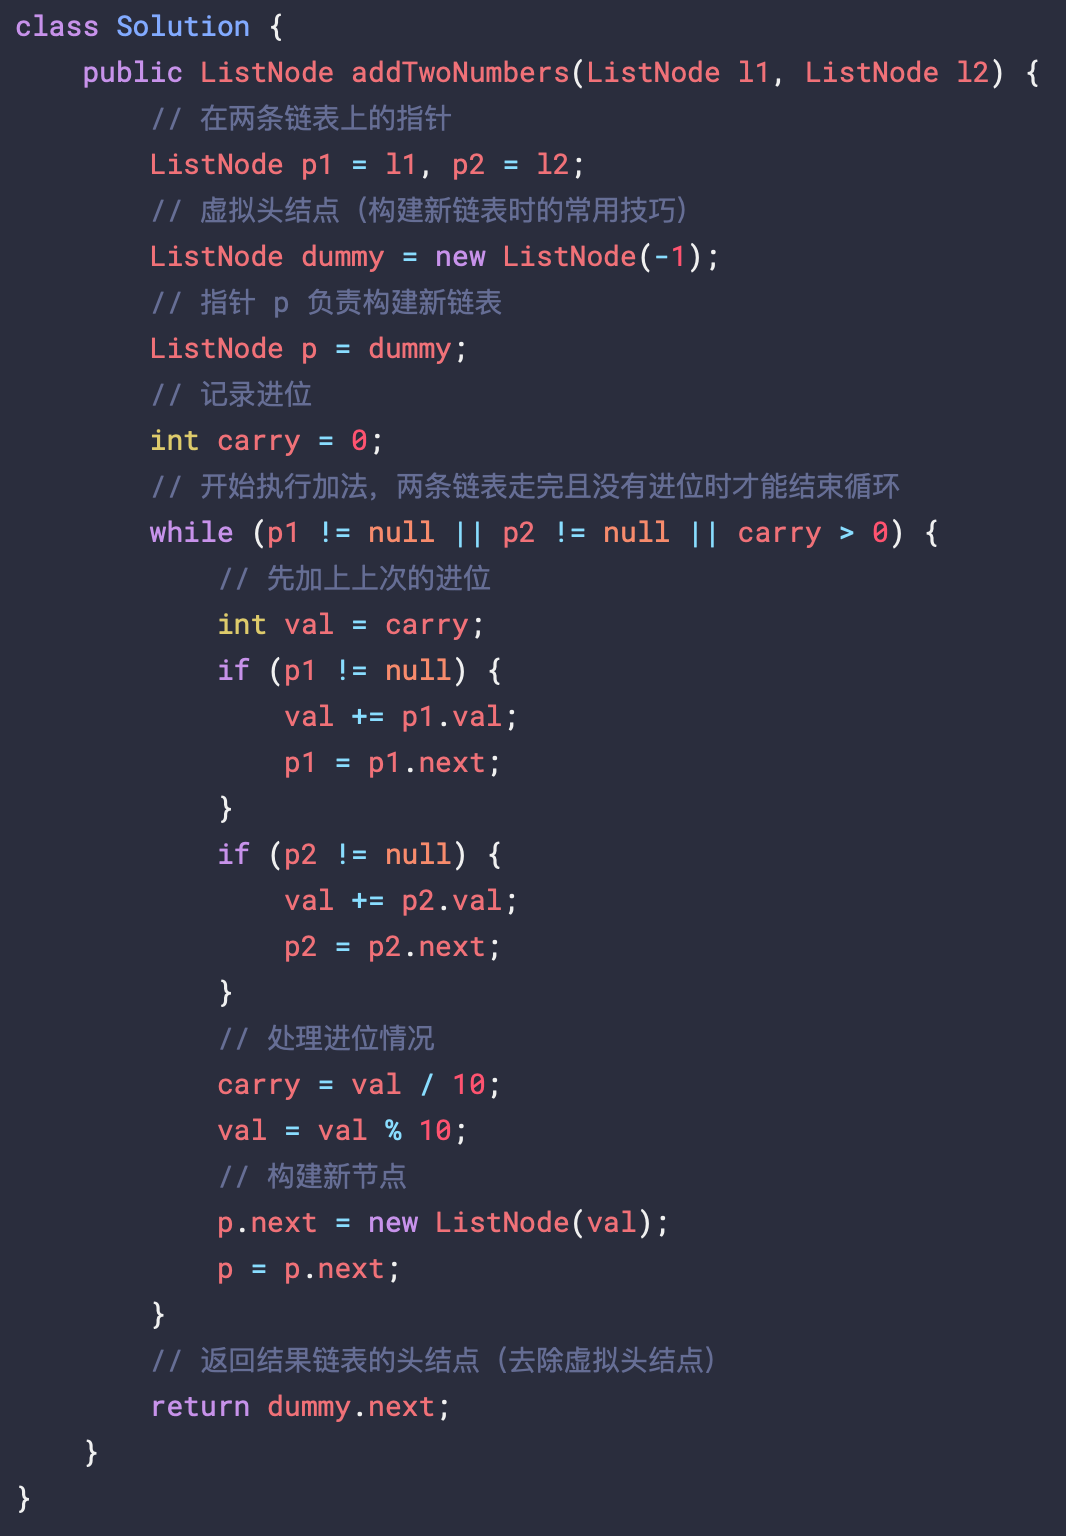 class Solution {
    public ListNode addTwoNumbers(ListNode l1, ListNode l2) {
        // 在两条链表上的指针
        ListNode p1 = l1, p2 = l2;
        // 虚拟头结点（构建新链表时的常用技巧）
        ListNode dummy = new ListNode(-1);
        // 指针 p 负责构建新链表
        ListNode p = dummy;
        // 记录进位
        int carry = 0;
        // 开始执行加法，两条链表走完且没有进位时才能结束循环
        while (p1 != null || p2 != null || carry > 0) {
            // 先加上上次的进位
            int val = carry;
            if (p1 != null) {
                val += p1.val;
                p1 = p1.next;
            }
            if (p2 != null) {
                val += p2.val;
                p2 = p2.next;
            }
            // 处理进位情况
            carry = val / 10;
            val = val % 10;
            // 构建新节点
            p.next = new ListNode(val);
            p = p.next;
        }
        // 返回结果链表的头结点（去除虚拟头结点）
        return dummy.next;
    }
}